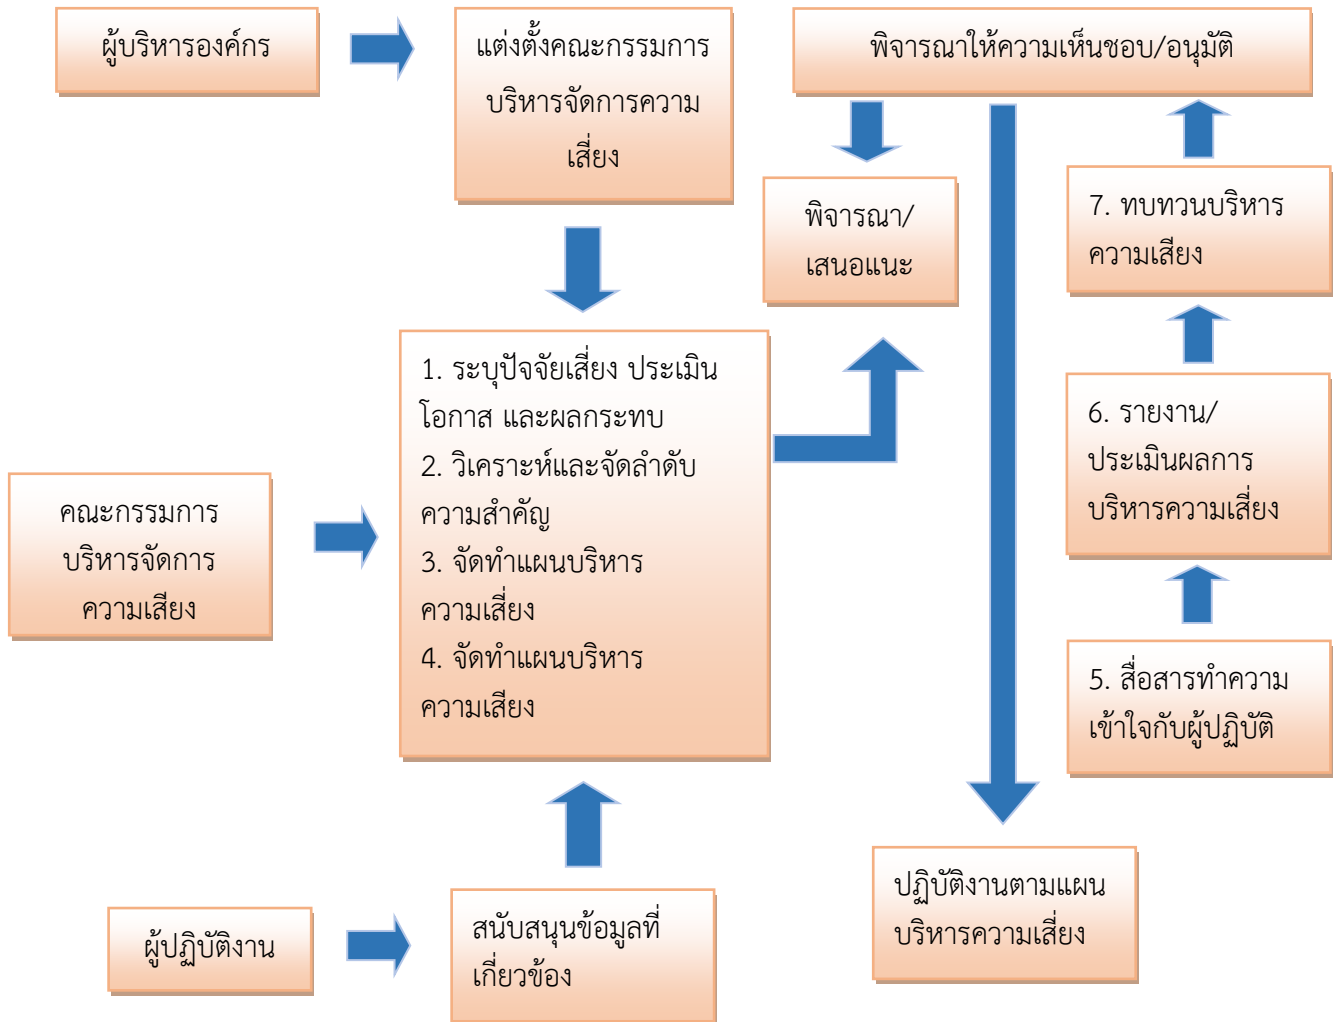 ผู้บริหารองค์กร
แต่งตั้งคณะกรรมการ
บริหารจัดการความ
เสี่ยง
พิจารณาให้ความเห็นชอบ/อนุมัติ
พิจารณา/
เสนอแนะ
7. ทบทวนบริหาร
ความเสียง
1. ระบุปัจจัยเสี่ยง ประเมิน
โอกาส และผลกระทบ
2. วิเคราะห์และจัดลำดับ
ความสำคัญ
3. จัดทำแผนบริหาร
ความเสี่ยง
4. จัดทำแผนบริหาร
ความเสียง
6. รายงาน/
ประเมินผลการ
บริหารความเสี่ยง
คณะกรรมการ
บริหารจัดการ
ความเสียง
5. สื่อสารทำความ
เข้าใจกับผู้ปฏิบัติ
ปฏิบัติงานตามแผน
บริหารความเสี่ยง
ผู้ปฏิบัติงาน
สนับสนุนข้อมูลที่
เกี่ยวข้อง